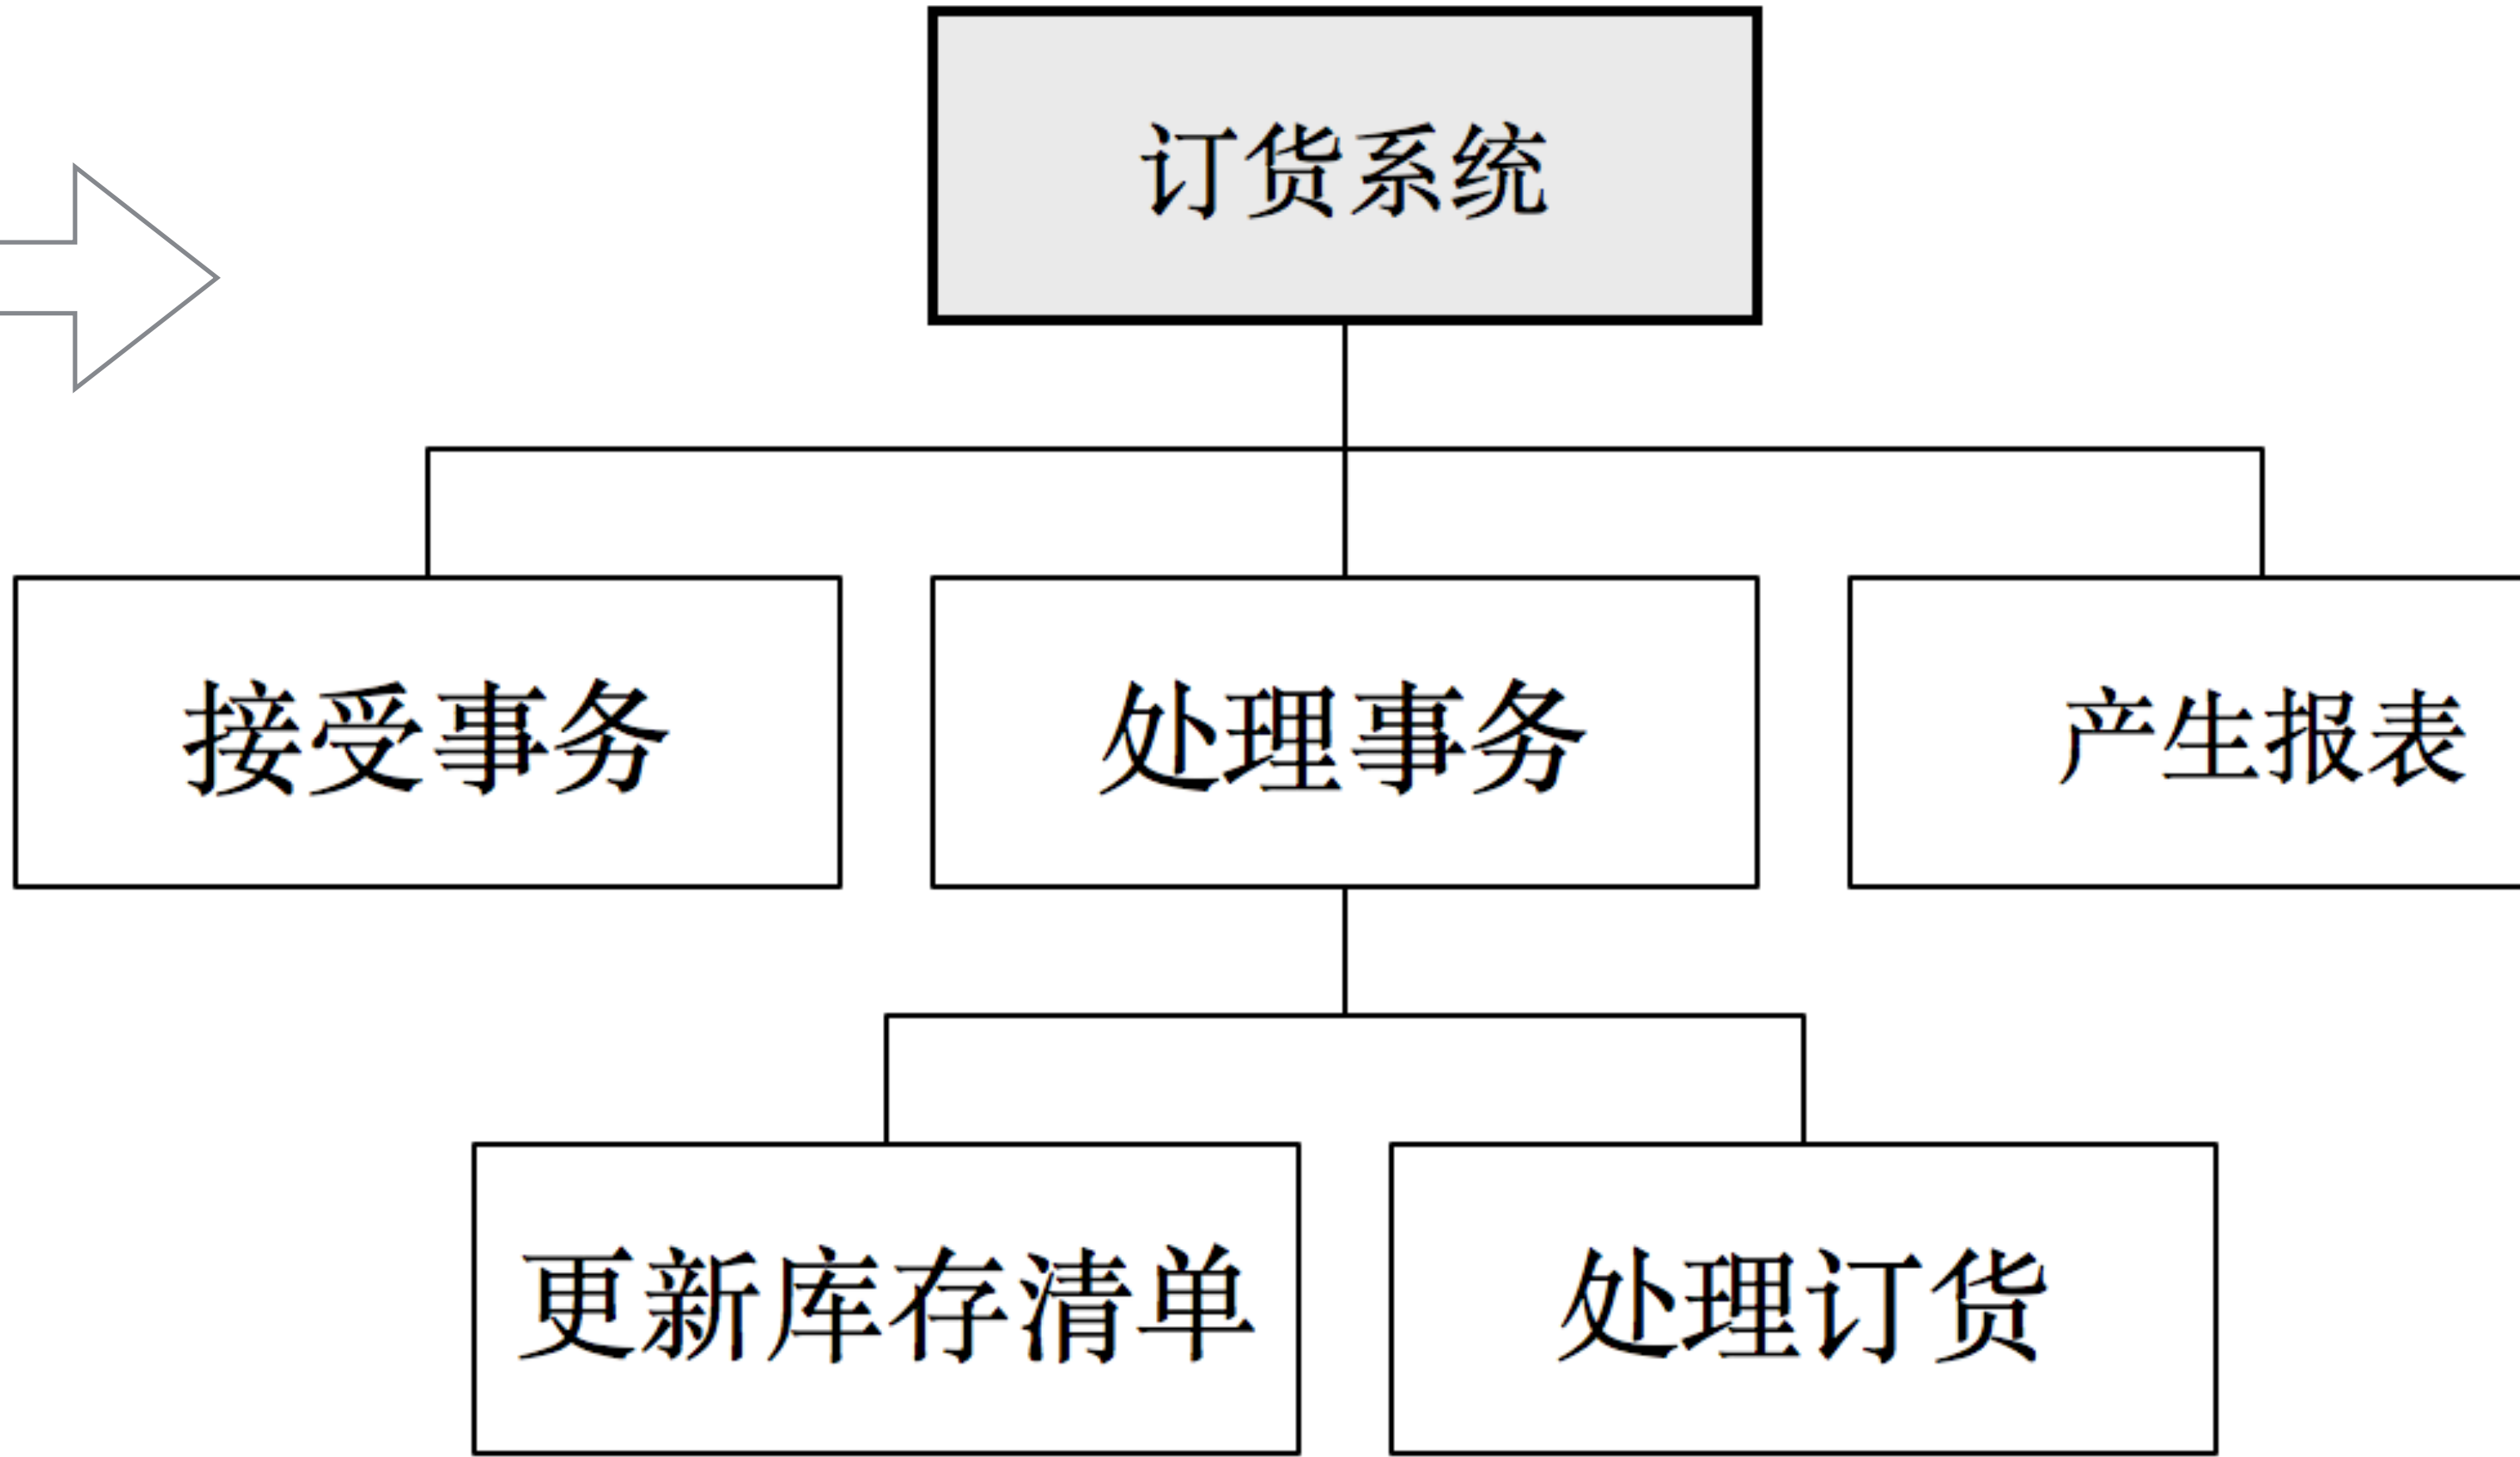 订货系统
接受事务
处理事务
产生报表
更新库存清单
处理订货